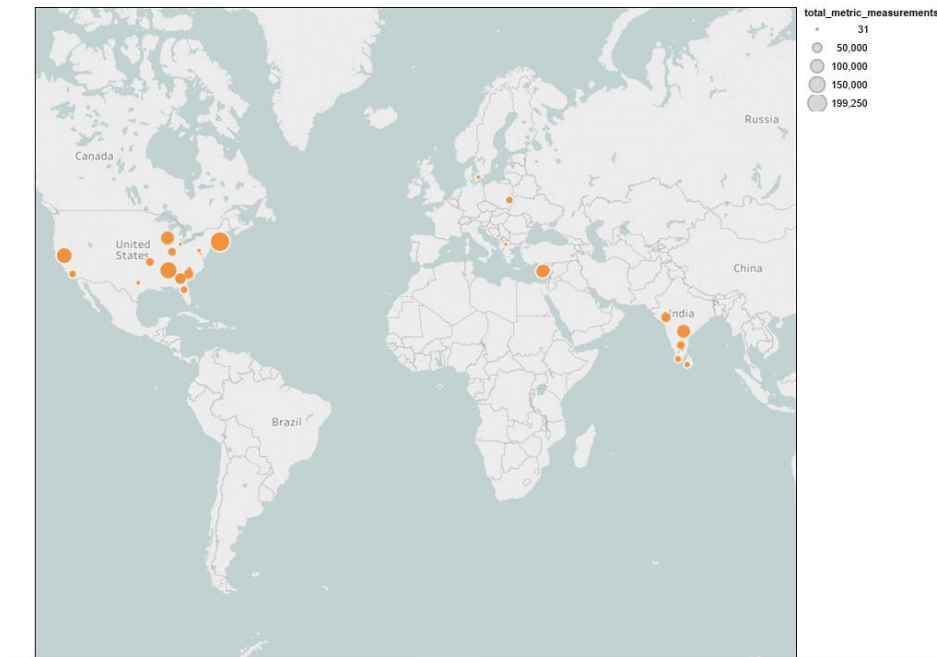 total_metric_measurements
31
50,000
100,000
150,000
199,250
Russia
Canada
United
States
China
India
Brazil